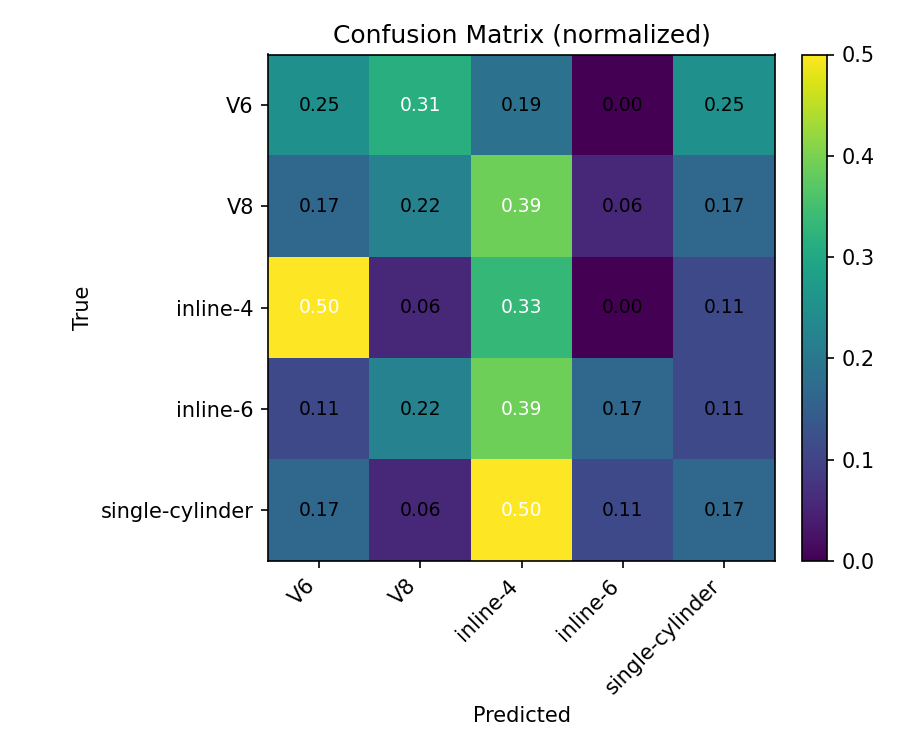 Confusion Matrix (normalized)
V6 0.25 0.31 0.19 0.00 0.25
V8 0.17 0.22 0.39 0.06 0.17
inline-4 0.50 0.06 0.33 0.00 0.11
inline-6 0.11 0.22 0.39 0.17 0.11
single-cylinder 0.17 0.06 0.50 0.11 0.17
True
V6 V8 inline-4 inline-6 single-cylinder
Predicted
0.5
0.4
0.3
0.2
0.1
0.0